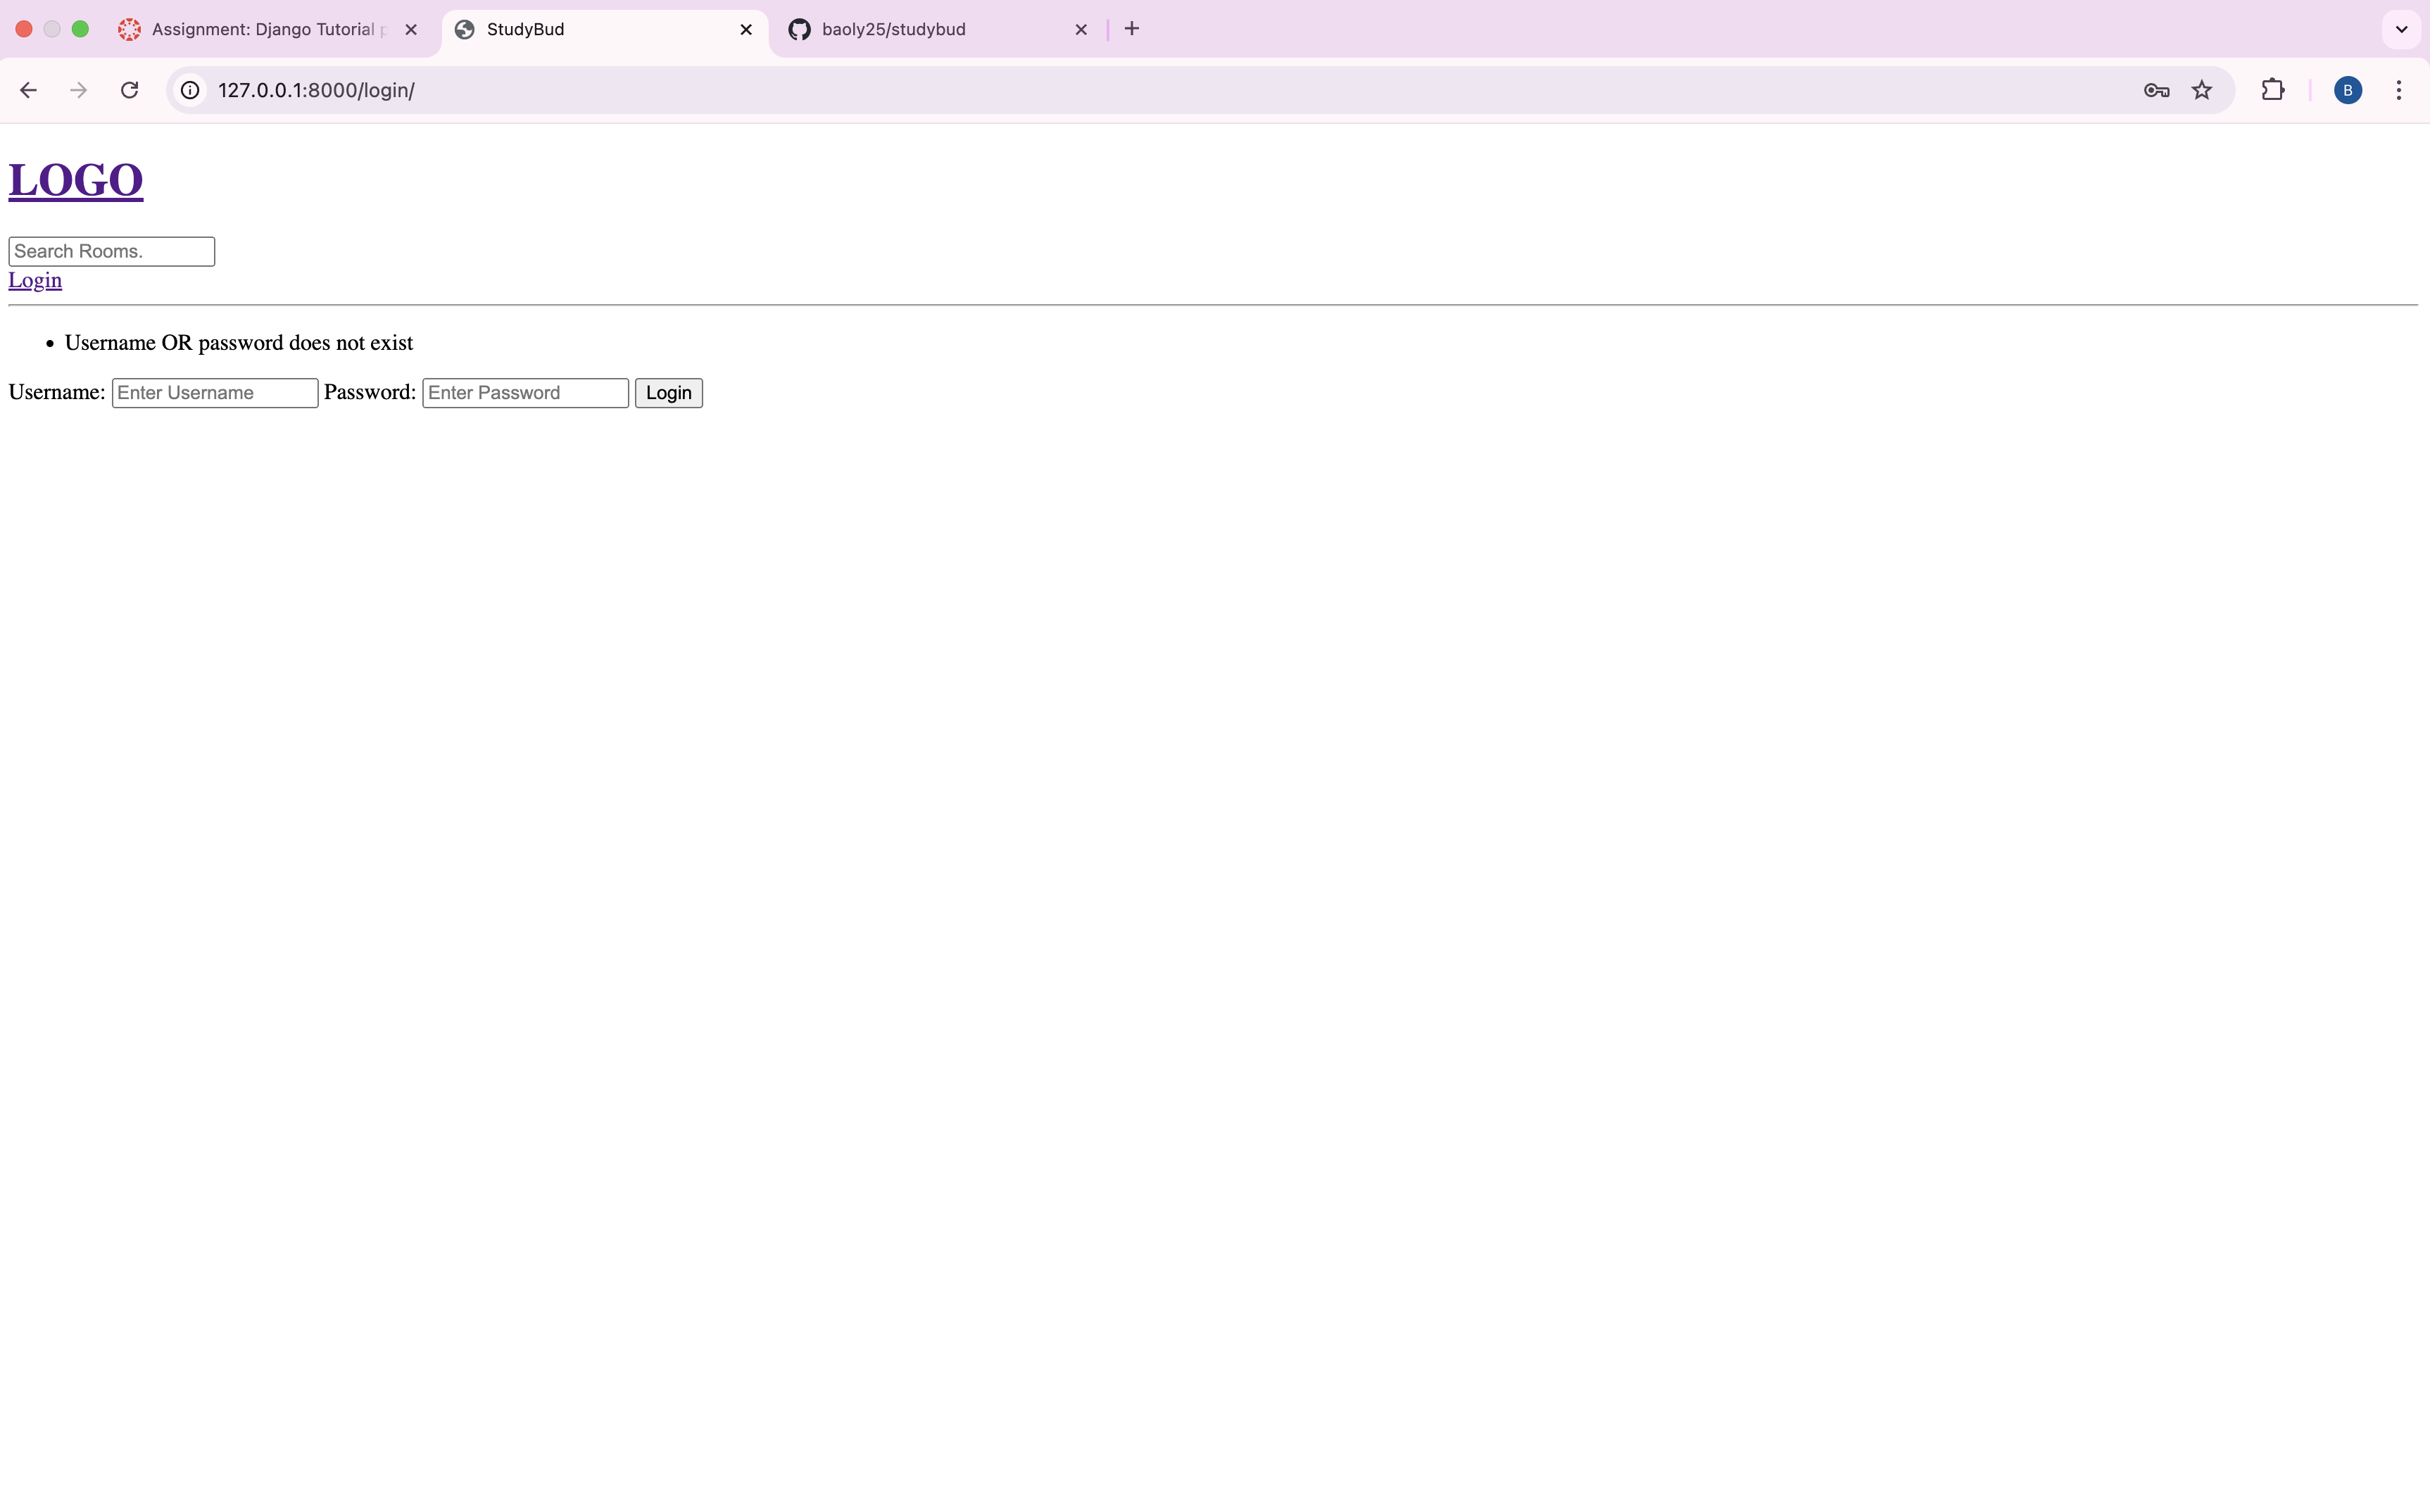 Assignment: Django Tutorial p
StudyBud
baoly25/studybud
127.0.0.1:8000/login/
B
LOGO
Search Rooms.
Login
Username OR password does not exist
Username: Enter Username Password: Enter Password Login